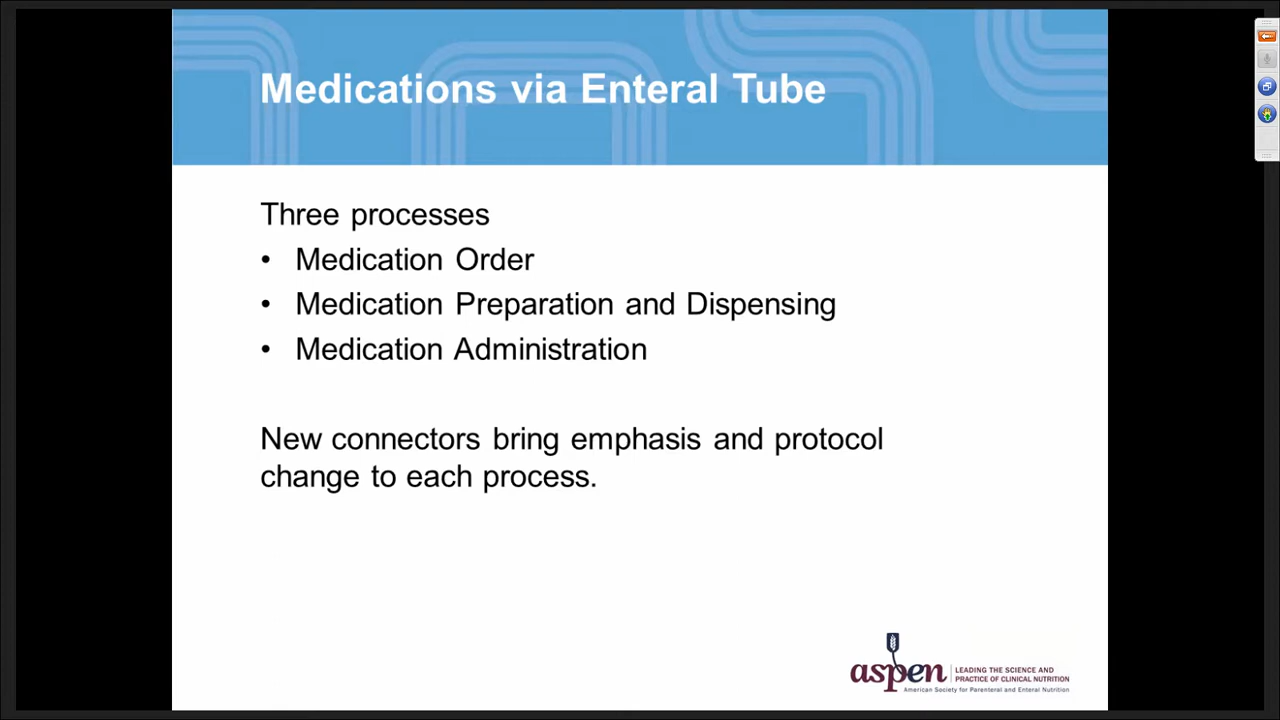 Medications via Enteral Tube
Three processes
• Medication Order
• Medication Preparation and Dispensing
• Medication Administration
New connectors bring emphasis and protocol
change to each process.
aspen
LEADING THE SCIENCE AND
PRACTICE OF CLINICAL NUTRITION
American Society for Parenteral and Enteral Nutrition